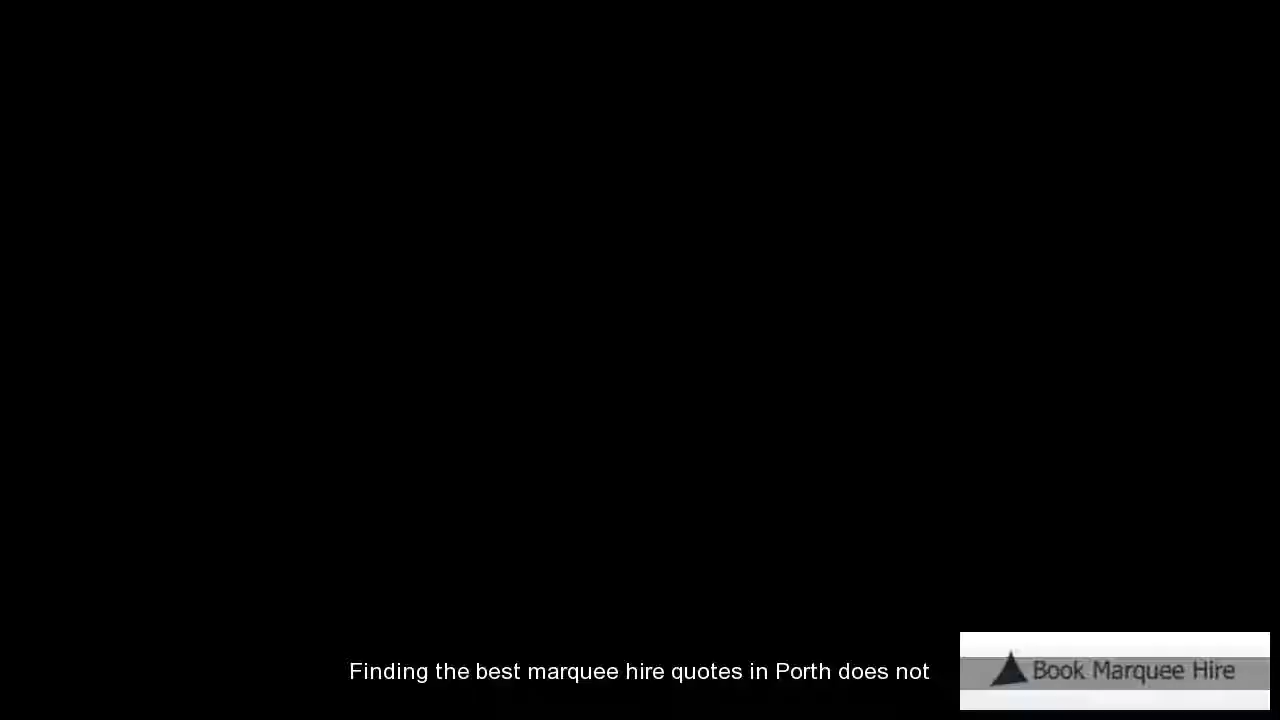 Finding the best marquee hire quotes in Porth does not
Book Marquee Hire